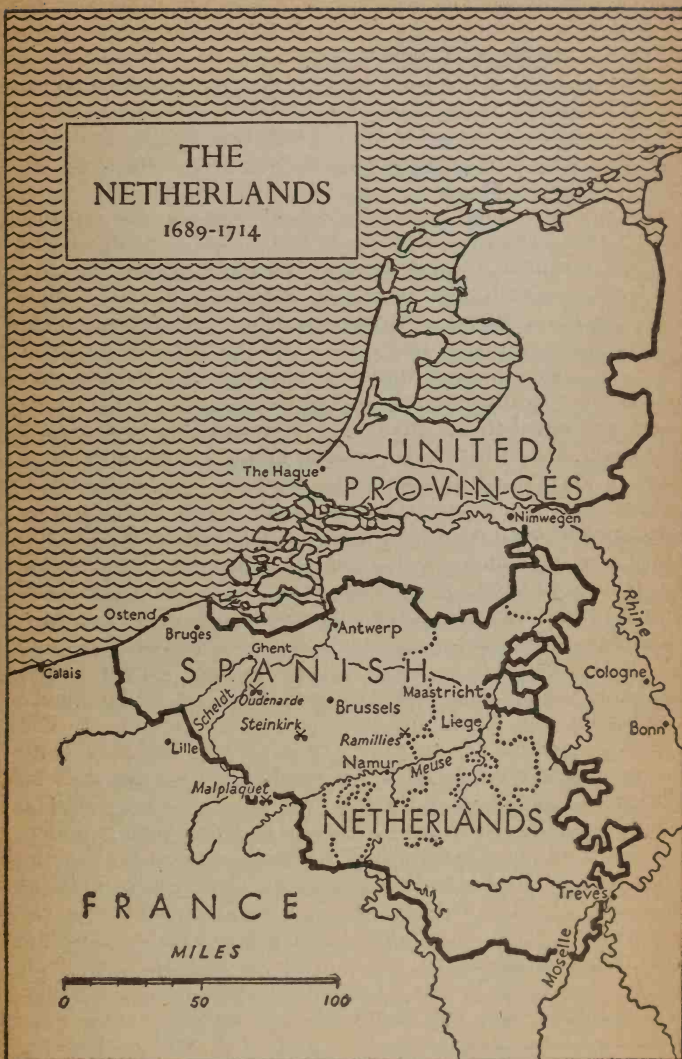 THE
NETHERLANDS
1689-1714
UNITED
The Hague
PROVINCES
Nimwegen
Rhine
Ostend
Bruges
Antwerp
Ghent
Calais
SPANISH
Maastricht
Cologne
Scheldt
Oudenarde
Brussels
Steinkirk
Liege
Bonn
Lille
Ramillies
Namur
Meuse
Malplaquet
NETHERLANDS
FRANCE
Treves
MILES
Moselle
0 50 100